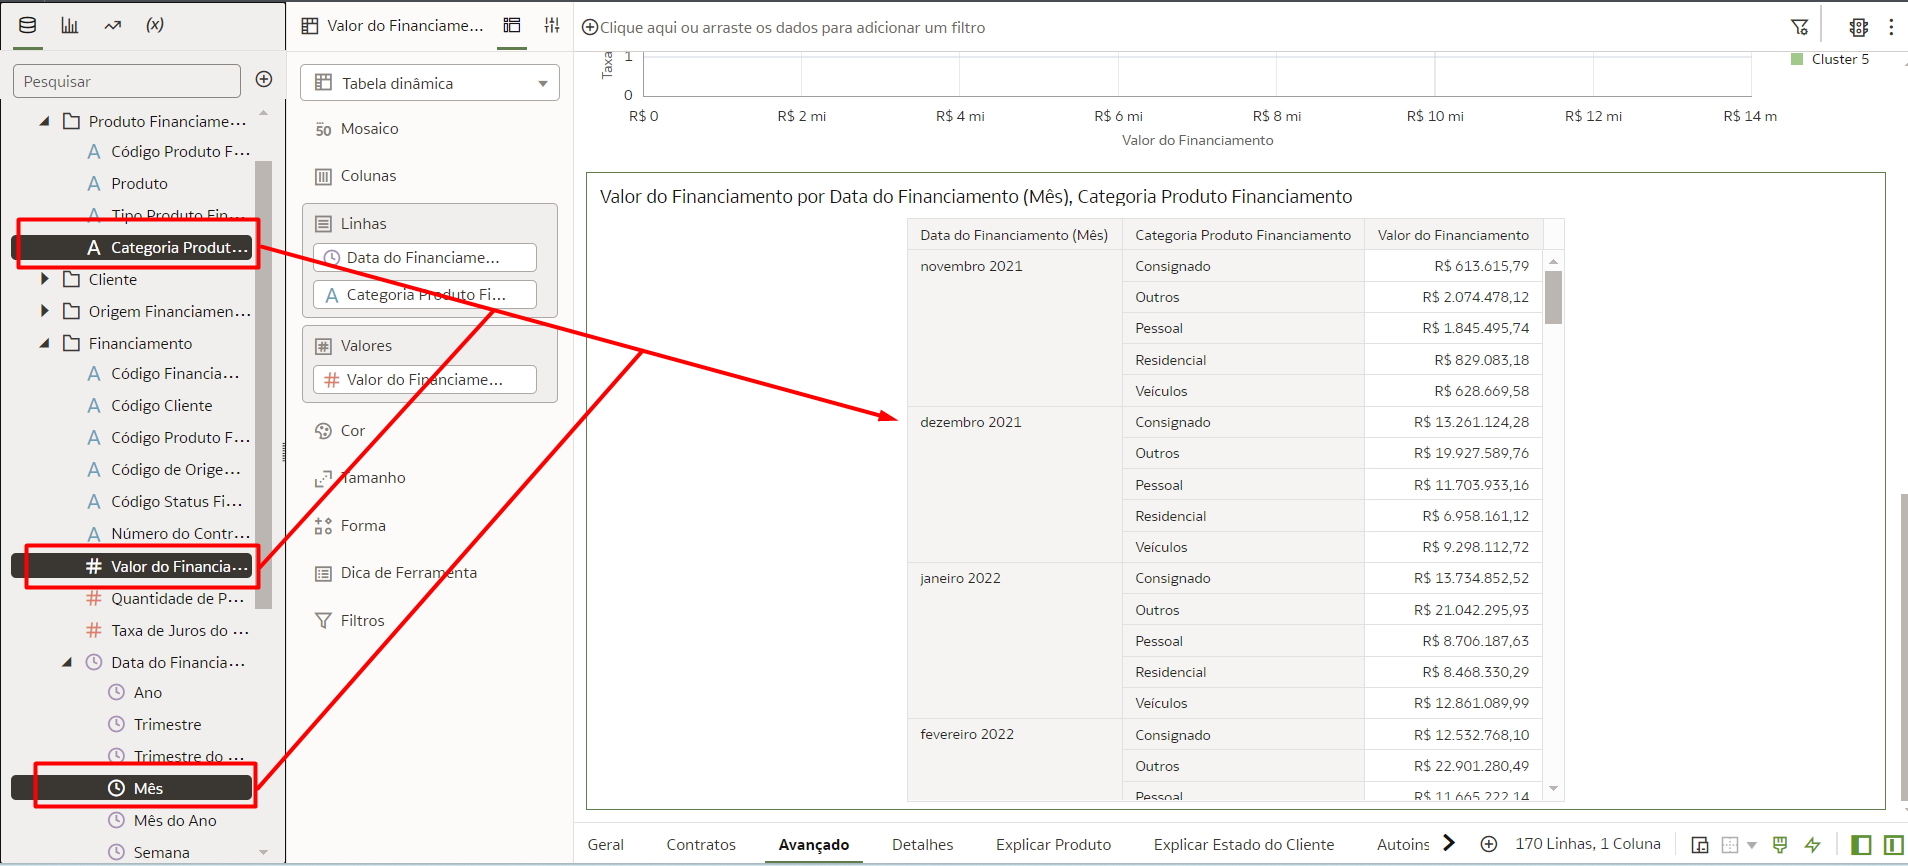 (x)
Pesquisar
Produto Financiame...
Código Produto F...
Produto
Tipo Produto Fin...
Categoria Produt...
Cliente
Origem Financiamen...
Financiamento
Código Financia...
Código Cliente
Código Produto F...
Código de Orige...
Código Status Fi...
Número do Contr...
Valor do Financia...
Quantidade de P...
Taxa de Juros do ...
Data do Financia...
Ano
Trimestre
Trimestre do ...
Mês
Mês do Ano
Semana
Valor do Financiame...
Tabela dinâmica
Mosaico
Colunas
Linhas
Data do Financiame...
Categoria Produto Fi...
Valores
Valor do Financiame...
Cor
Tamanho
Forma
Dica de Ferramenta
Filtros
Clique aqui ou arraste os dados para adicionar um filtro
Taxa
1
0
R$ 0 R$ 2 mi R$ 4 mi R$ 6 mi R$ 8 mi R$ 10 mi R$ 12 mi R$ 14 m
Valor do Financiamento
Cluster 5
Valor do Financiamento por Data do Financiamento (Mês), Categoria Produto Financiamento
Data do Financiamento (Mês) Categoria Produto Financiamento Valor do Financiamento
novembro 2021 Consignado R$ 613.615,79
Outros R$ 2.074.478,12
Pessoal R$ 1.845.495,74
Residencial R$ 829.083,18
Veículos R$ 628.669,58
dezembro 2021 Consignado R$ 13.261.124,28
Outros R$ 19.927.589,76
Pessoal R$ 11.703.933,16
Residencial R$ 6.958.161,12
Veículos R$ 9.298.112,72
janeiro 2022 Consignado R$ 13.734.852,52
Outros R$ 21.042.295,93
Pessoal R$ 8.706.187,63
Residencial R$ 8.468.330,29
Veículos R$ 12.861.089,99
fevereiro 2022 Consignado R$ 12.532.768,10
Outros R$ 22.901.280,49
Pessoal R$ 11.665.222,14
Geral Contratos Avançado Detalhes Explicar Produto Explicar Estado do Cliente Autoins
170 Linhas, 1 Coluna